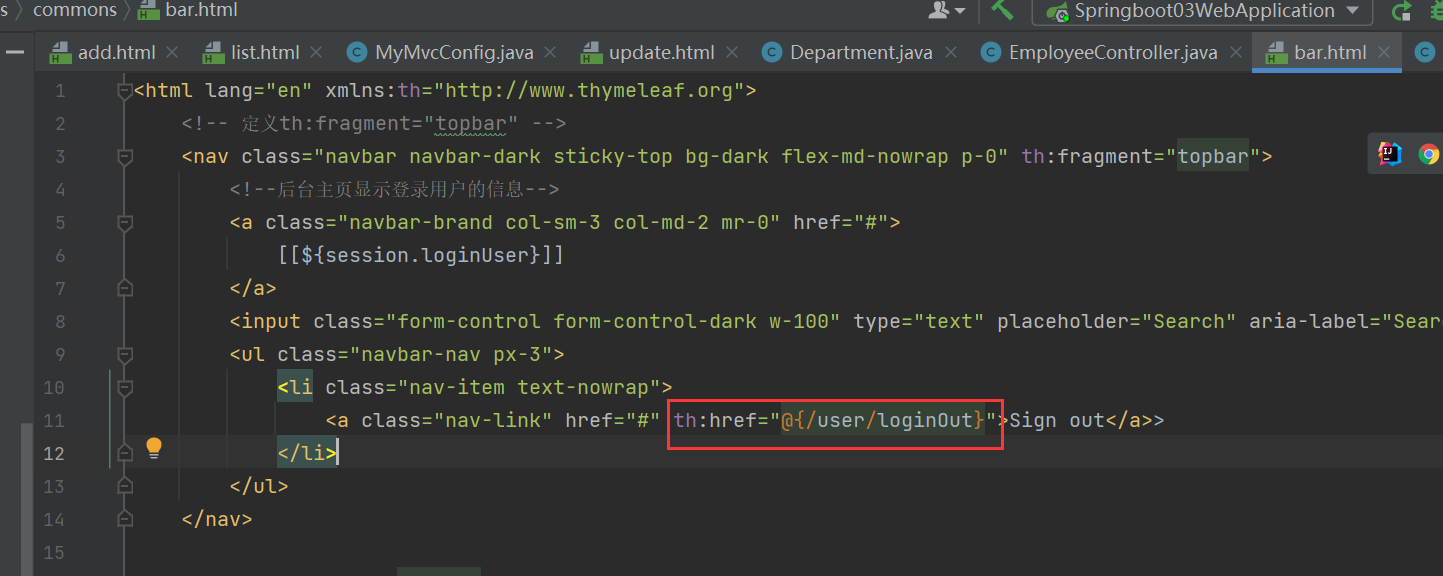 s commons bar.html Springboot03WebApplication
add.html list.html MyMvcConfig.java update.html Department.java EmployeeController.java bar.html
1 <html lang="en" xmlns:th="http://www.thymeleaf.org">
2 <!-- 定义th:fragment="topbar" -->
3 <nav class="navbar navbar-dark sticky-top bg-dark flex-md-nowrap p-0" th:fragment="topbar">
4 <!--后台主页显示登录用户的信息-->
5 <a class="navbar-brand col-sm-3 col-md-2 mr-0" href="#">
6 [[${session.loginUser}]]
7 </a>
8 <input class="form-control form-control-dark w-100" type="text" placeholder="Search" aria-label="Sear
9 <ul class="navbar-nav px-3">
10 <li class="nav-item text-nowrap">
11 <a class="nav-link" href="#" th:href="@{/user/loginOut}">Sign out</a>>
12 </li>
13 </ul>
14 </nav>
15